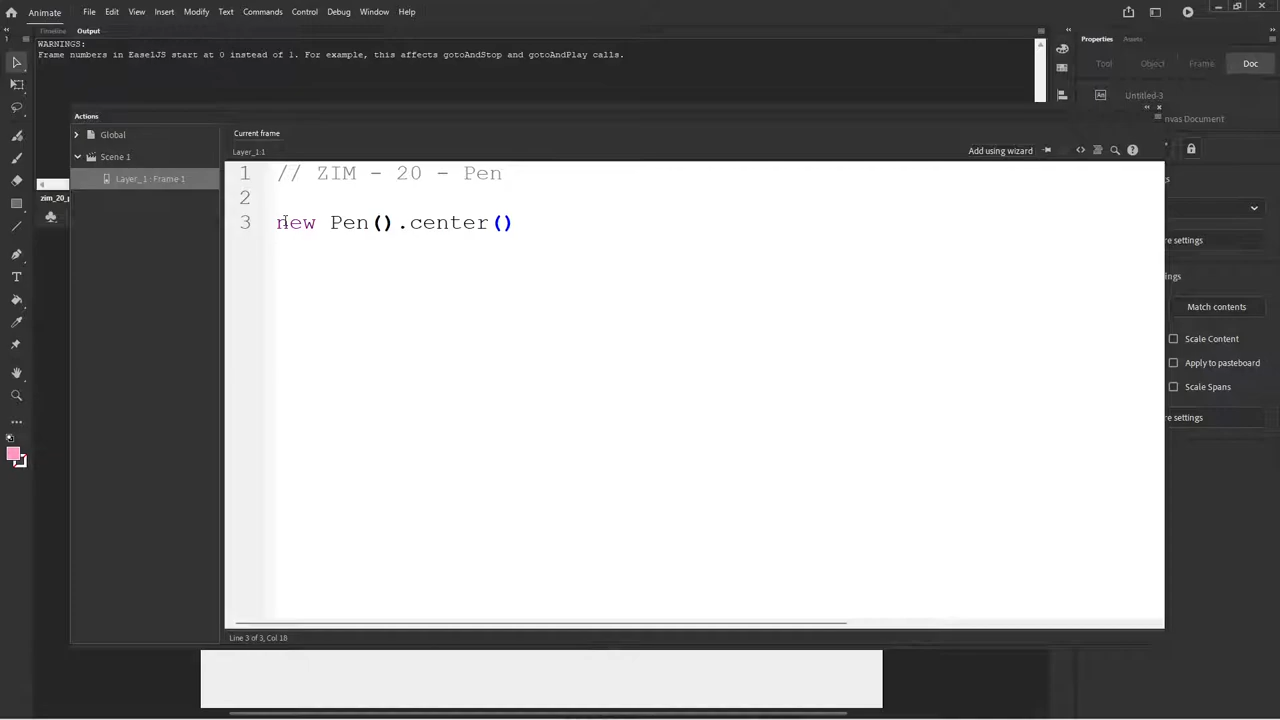 Animate File Edit View Insert Modify Text Commands Control Debug Window Help
Timeline Output
WARNINGS:
Frame numbers in EaselJS start at 0 instead of 1. For example, this affects gotoAndStop and gotoAndPlay calls.
Properties Assets
Tool Object Frame Doc
An Untitled-3
nvas Document
Actions
Global
Scene 1
Layer_1 : Frame 1
Current frame
Layer_1:1
Add using wizard
1 // ZIM - 20 - Pen
2
3 new Pen().center()
Line 3 of 3, Col 18
zim_20_p
re settings
Match contents
Scale Content
Apply to pasteboard
Scale Spans
re settings